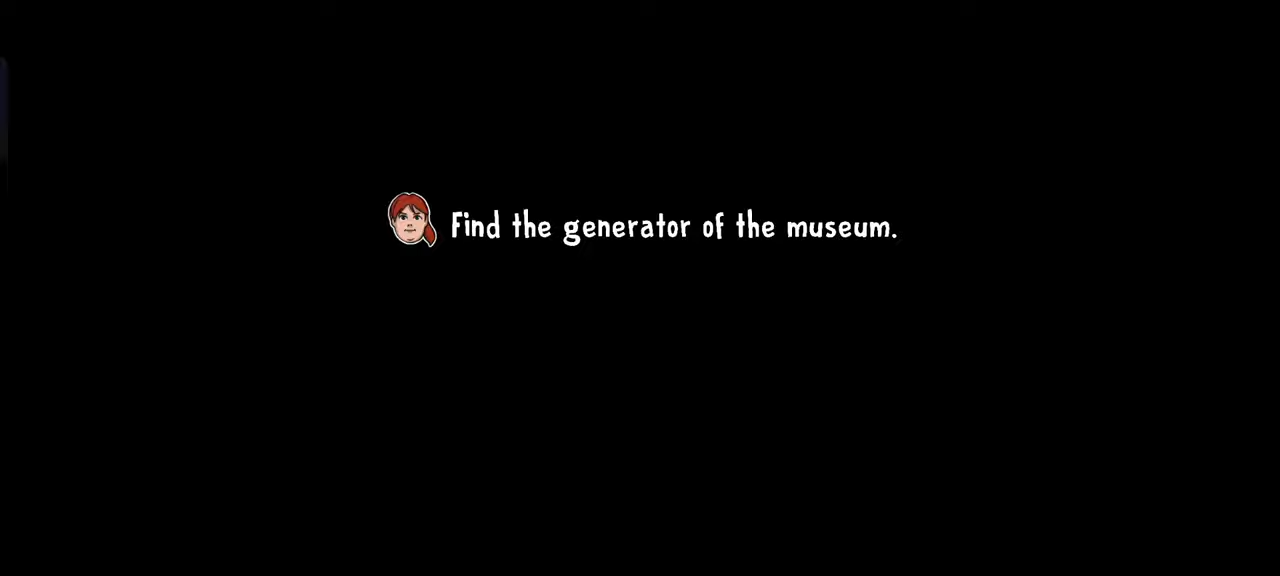 Find the generator of the museum.